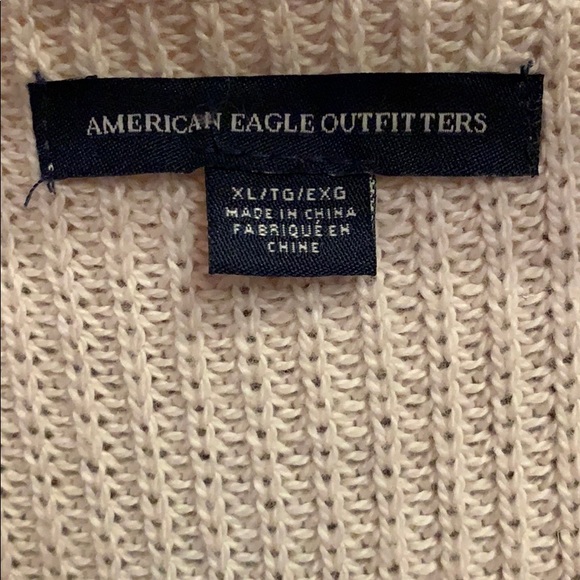 AMERICAN EAGLE OUTFITTERS
XL/TG/EXG
MADE IN CHINA
FABRIQUÉ EN
CHINE